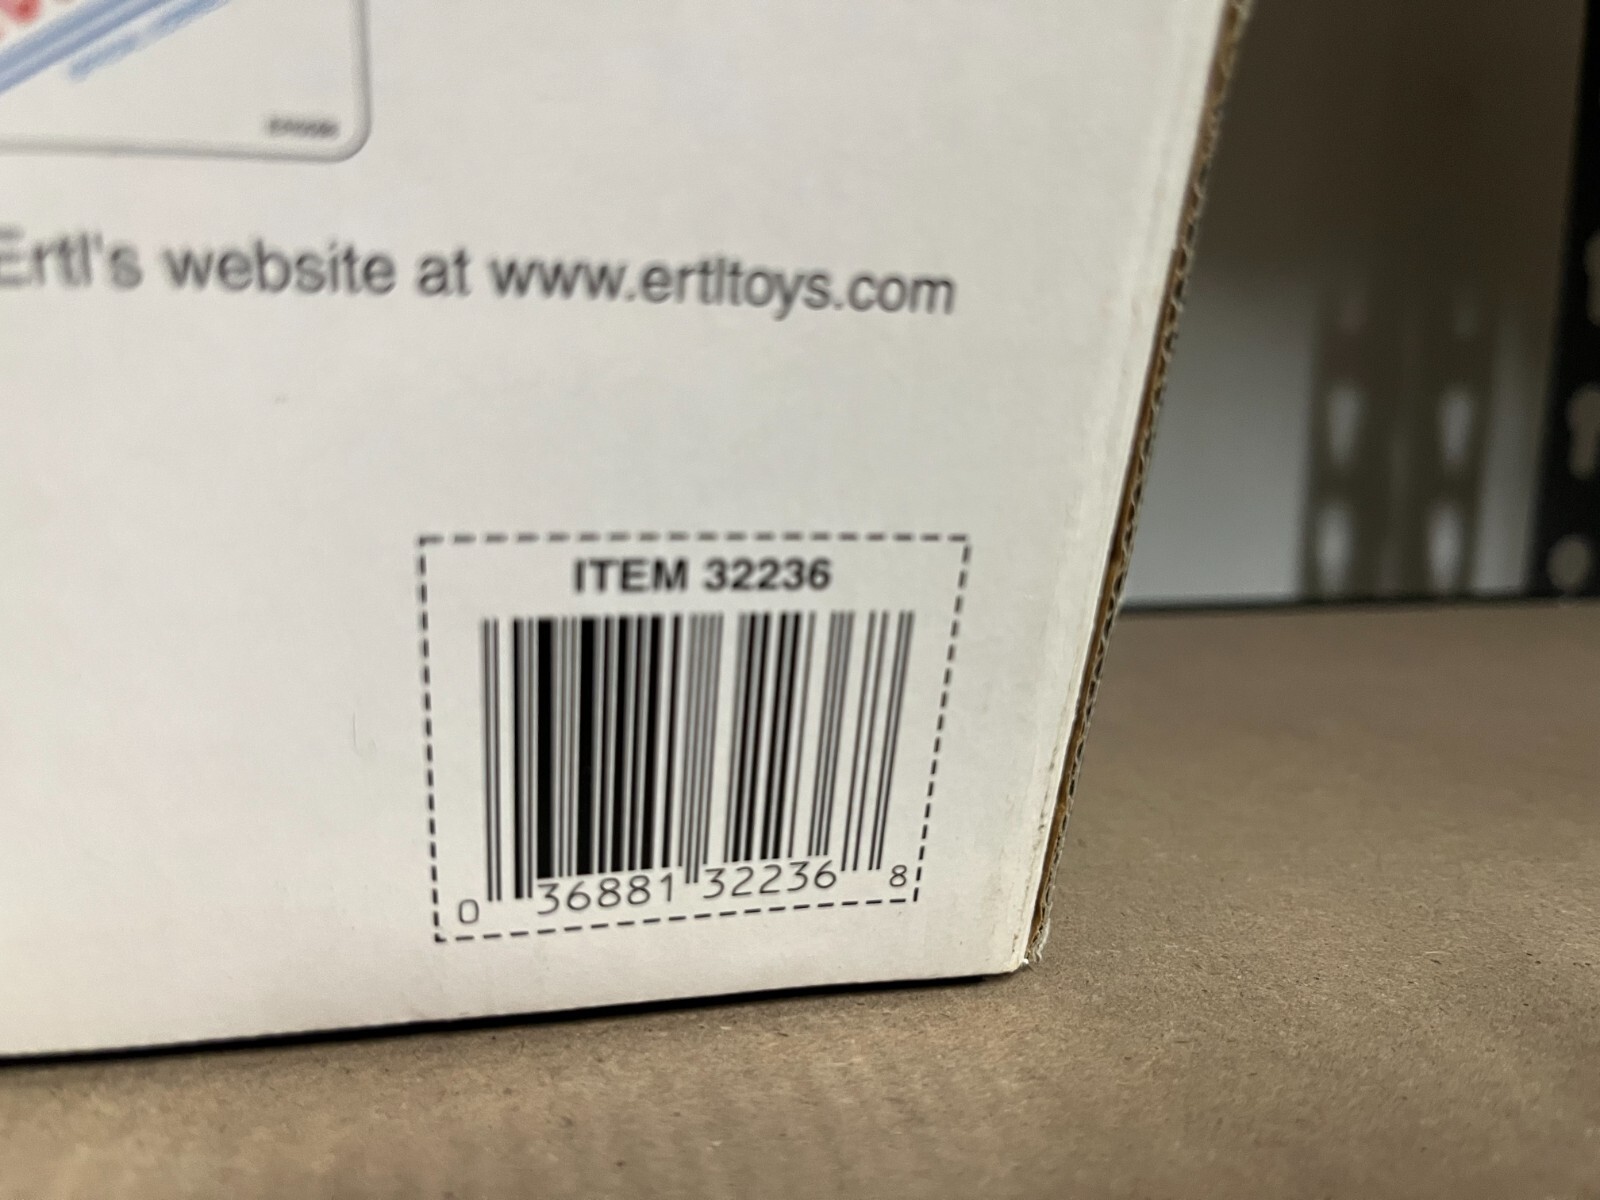 Ertl's website at www.ertltoys.com
ITEM 32236
0 36881 32236 8